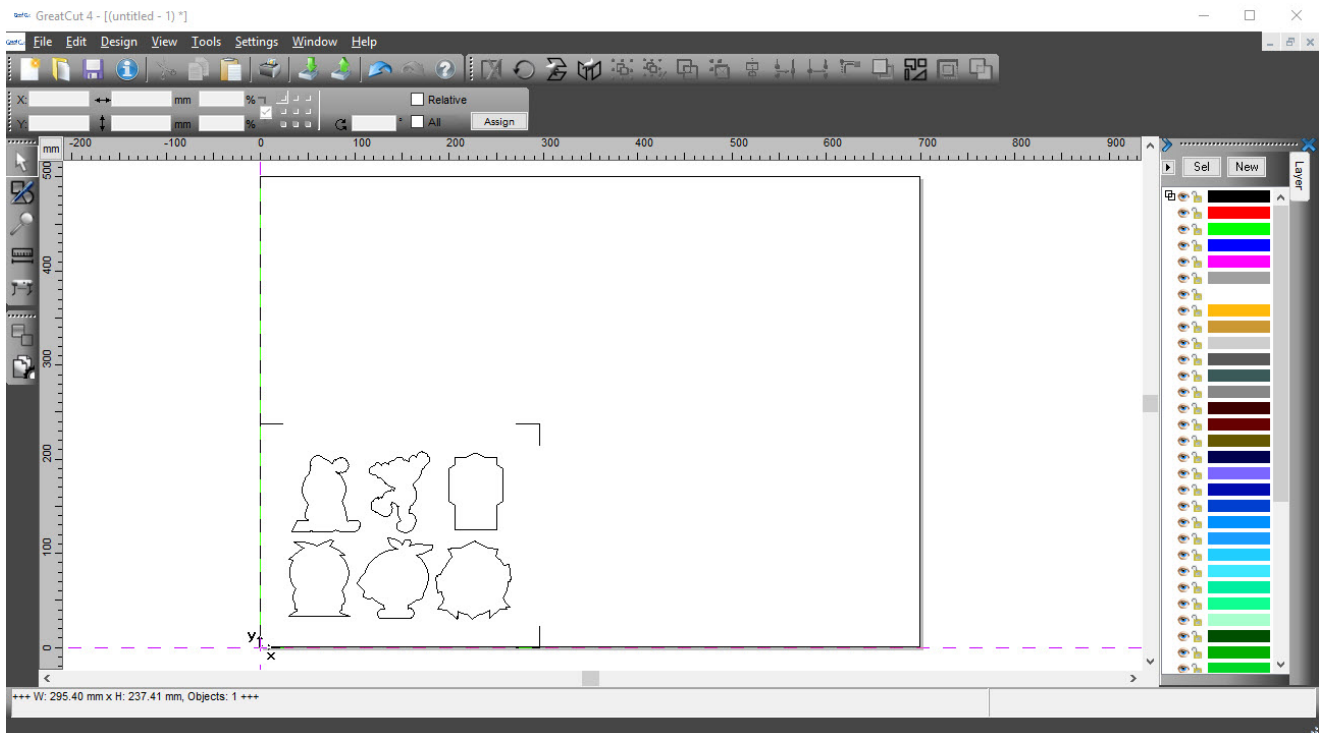 GreatCut 4 - [(untitled - 1) *]
File Edit Design View Tools Settings Window Help
X: mm % Relative
Y: mm % ° All Assign
mm -200 -100 0 100 200 300 400 500 600 700 800 900
500
400
300
200
100
0
y
x
Sel New
Layer
+++ W: 295.40 mm x H: 237.41 mm, Objects: 1 +++